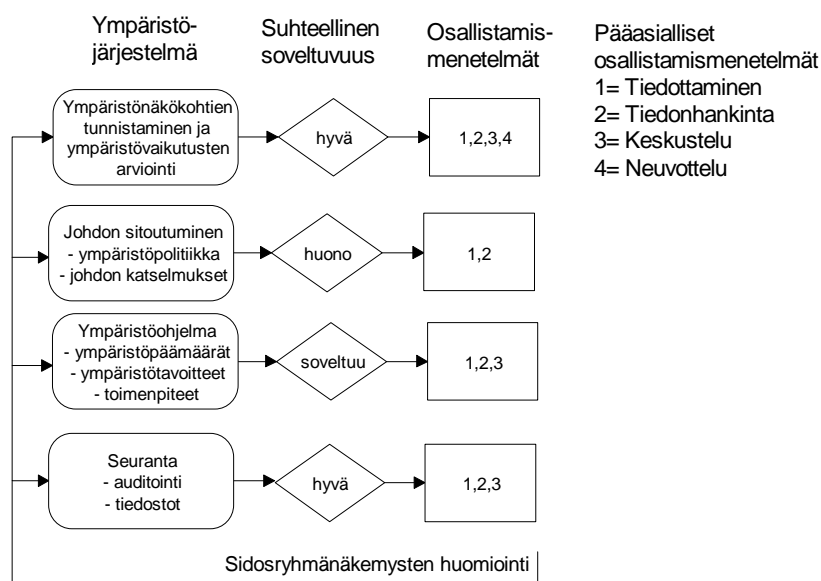 Ympäristö-
järjestelmä
Suhteellinen
soveltuvuus
Osallistamis-
menetelmät
Pääasialliset
osallistamismenetelmät
1= Tiedottaminen
2= Tiedonhankinta
3= Keskustelu
4= Neuvottelu
Ympäristönäkökohtien
tunnistaminen ja
ympäristövaikutusten
arviointi
hyvä
1,2,3,4
Johdon sitoutuminen
- ympäristöpolitiikka
- johdon katselmukset
huono
1,2
Ympäristöohjelma
- ympäristöpäämäärät
- ympäristötavoitteet
- toimenpiteet
soveltuu
1,2,3
Seuranta
- auditointi
- tiedostot
hyvä
1,2,3
Sidosryhmänäkemysten huomiointi